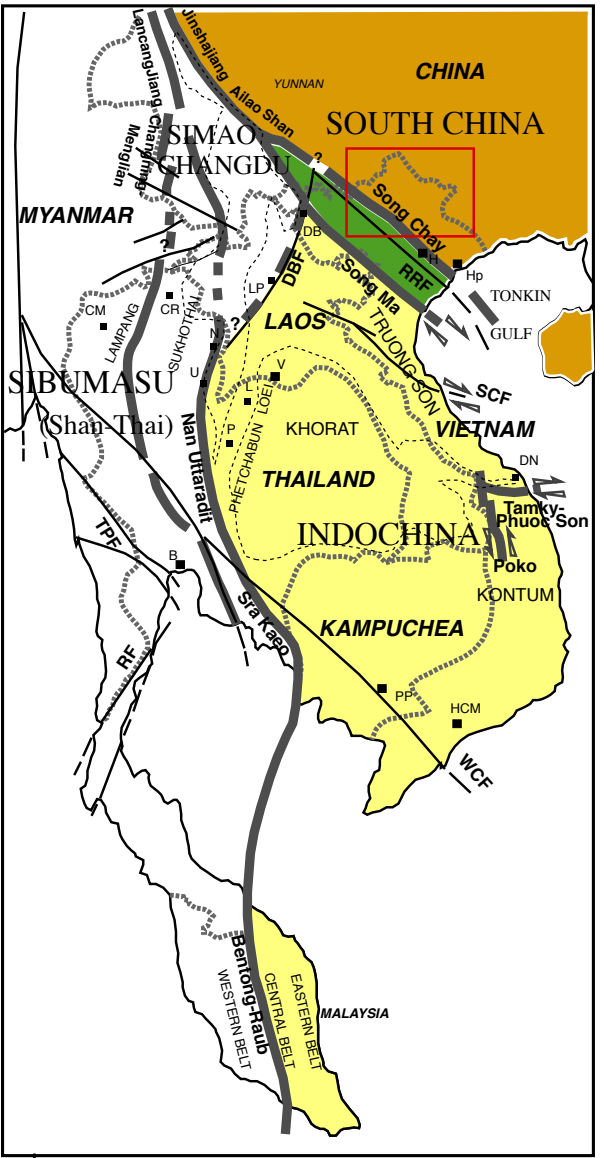 CHINA
YUNNAN
SOUTH CHINA
LancangJiang
Jinshajiang
Ailao Shan
SIMAO
CHANGDU
Changning-
Menglian
?
Song Chay
MYANMAR
?
DB
H
Hp
RRF
Song Ma
DBF
LP
TONKIN
GULF
CM
CR
LAMPANG
SUKHOTHAI
?
N
LAOS
TRUONG SON
SIBUMASU
(Shan-Thai)
U
V
L
P
LOEI
PHETCHABUN
KHORAT
SCF
VIETNAM
Nan Uttaradit
THAILAND
DN
Tamky-
Phuoc Son
INDOCHINA
Poko
KONTUM
TPF
B
RF
Sra Kaeo
KAMPUCHEA
PP
HCM
WCF
Bentong-Raub
WESTERN BELT
CENTRAL BELT
EASTERN BELT
MALAYSIA